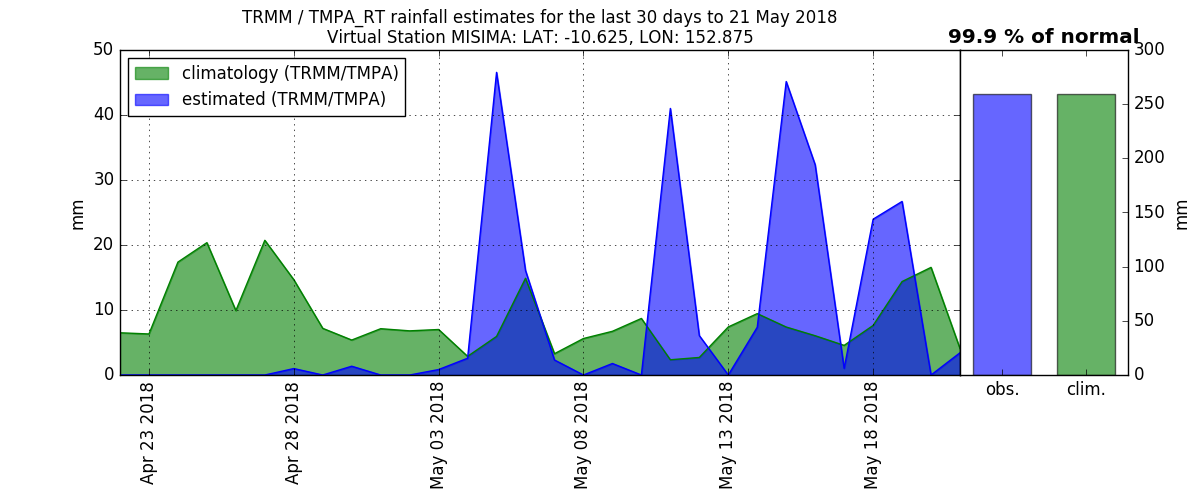 TRMM / TMPA_RT rainfall estimates for the last 30 days to 21 May 2018
Virtual Station MISIMA: LAT: -10.625, LON: 152.875
99.9 % of normal
climatology (TRMM/TMPA)
estimated (TRMM/TMPA)
50
40
30
20
10
0
mm
Apr 23 2018
Apr 28 2018
May 03 2018
May 08 2018
May 13 2018
May 18 2018
300
250
200
150
100
50
0
mm
obs.
clim.